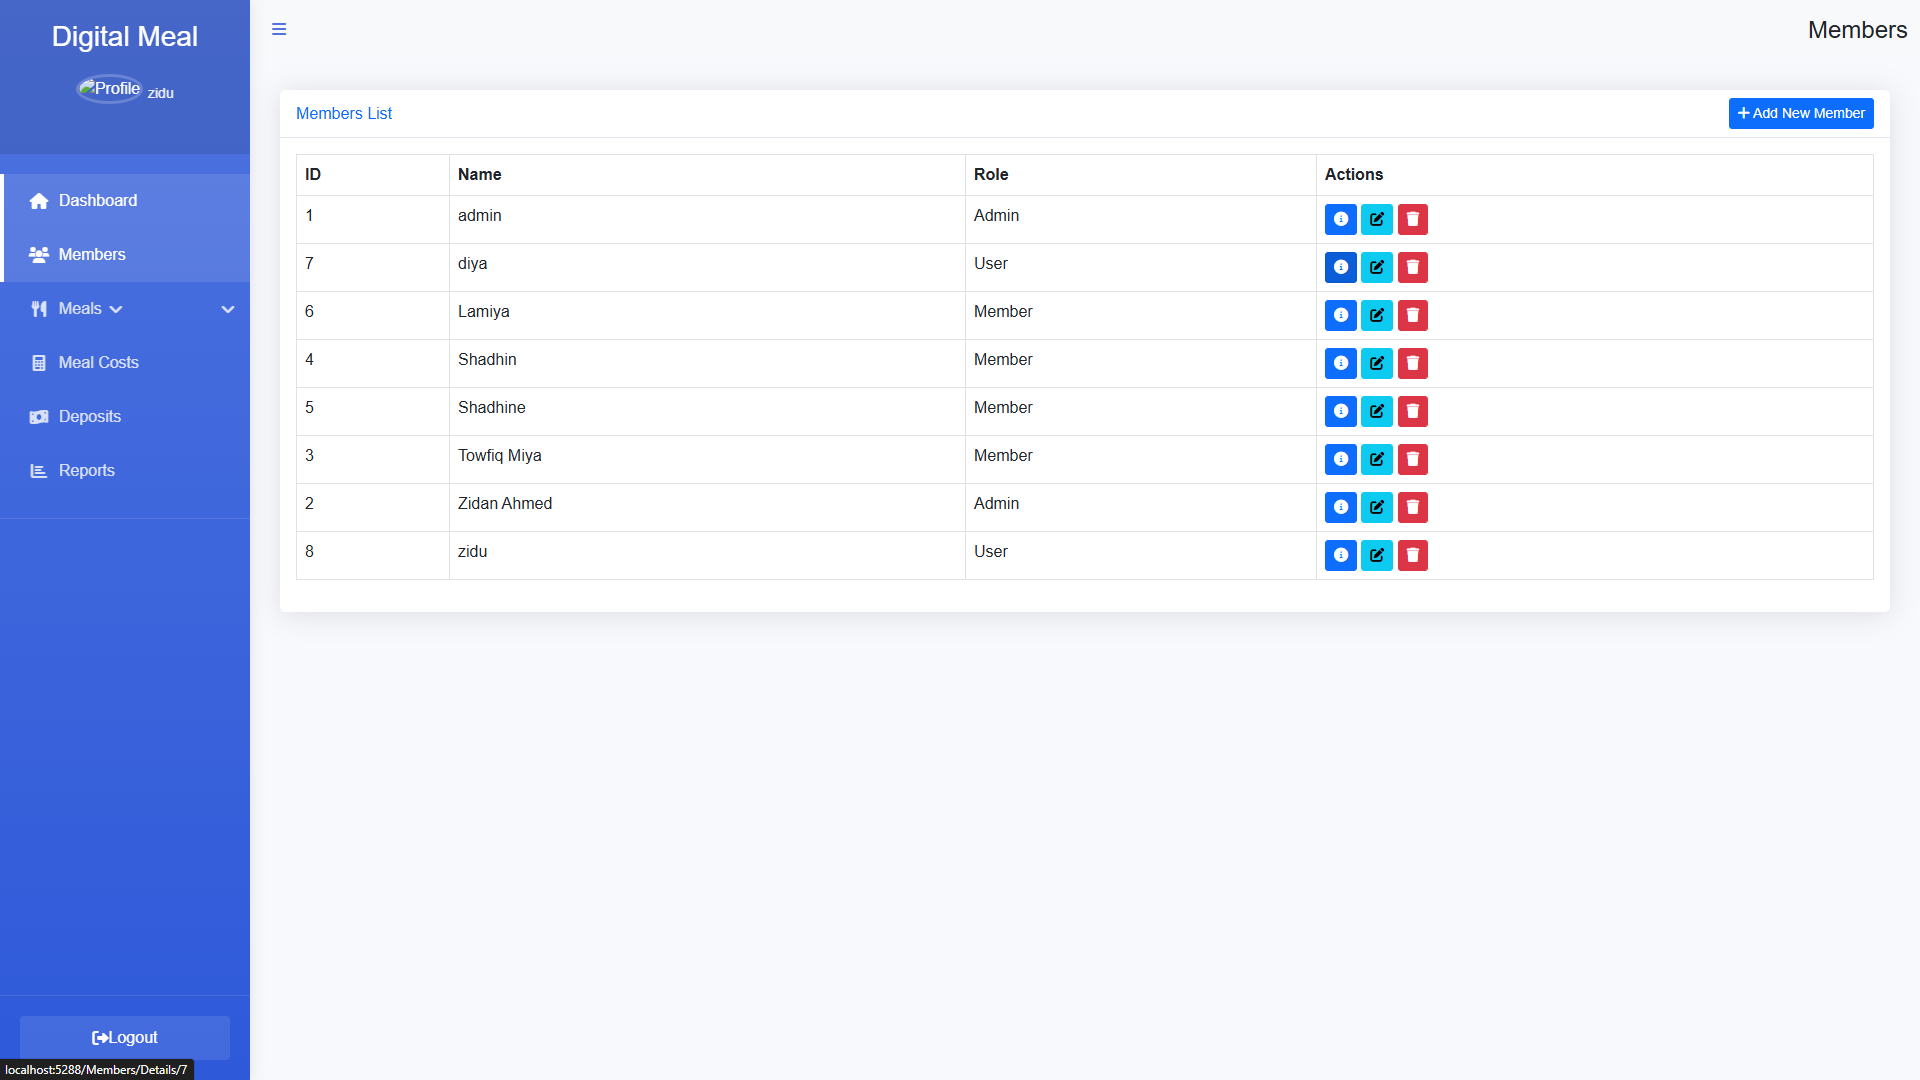 Digital Meal
Profile zidu
Dashboard
Members
Meals
Meal Costs
Deposits
Reports
Logout
localhost:5288/Members/Details/7
Members
Members List
Add New Member
ID Name Role Actions
1 admin Admin
7 diya User
6 Lamiya Member
4 Shadhin Member
5 Shadhine Member
3 Towfiq Miya Member
2 Zidan Ahmed Admin
8 zidu User